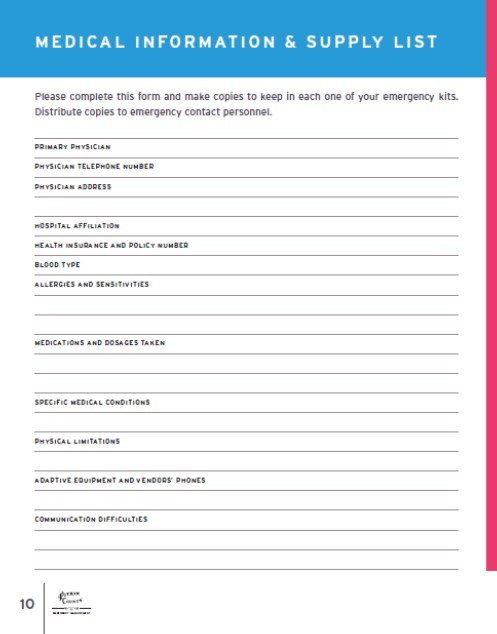 MEDICAL INFORMATION & SUPPLY LIST
Please complete this form and make copies to keep in each one of your emergency kits.
Distribute copies to emergency contact personnel.
PRIMARY PHYSICIAN
PHYSICIAN TELEPHONE NUMBER
PHYSICIAN ADDRESS
HOSPITAL AFFILIATION
HEALTH INSURANCE AND POLICY NUMBER
BLOOD TYPE
ALLERGIES AND SENSITIVITIES
MEDICATIONS AND DOSAGES TAKEN
SPECIFIC MEDICAL CONDITIONS
PHYSICAL LIMITATIONS
ADAPTIVE EQUIPMENT AND VENDORS' PHONES
COMMUNICATION DIFFICULTIES
10